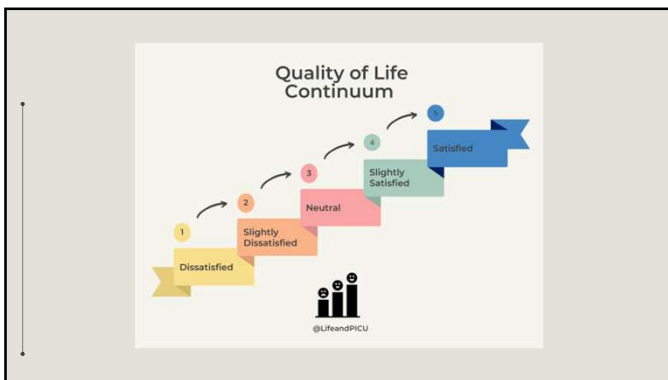 Quality of Life
Continuum
1
Dissatisfied
2
Slightly
Dissatisfied
3
Neutral
4
Slightly
Satisfied
5
Satisfied
@LifeandPICU